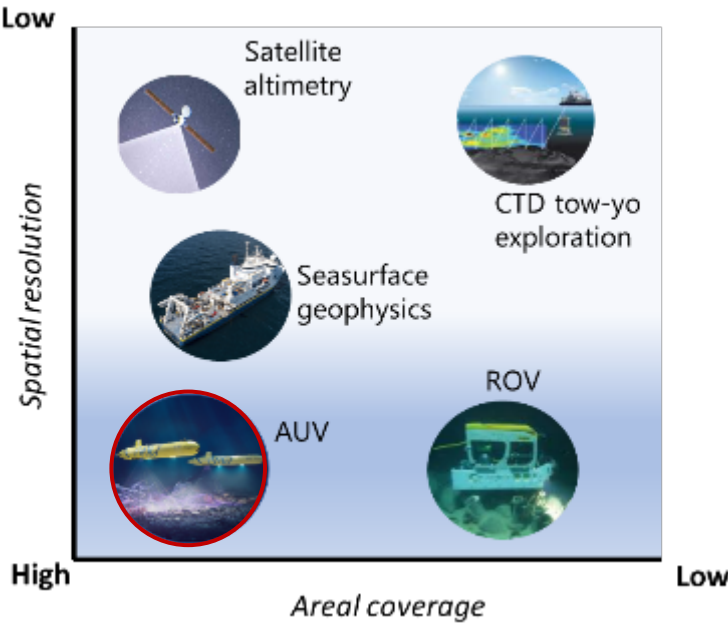 Low
Satellite
altimetry
CTD tow-yo
exploration
Seasurface
geophysics
Spatial resolution
ROV
AUV
High
Low
Areal coverage